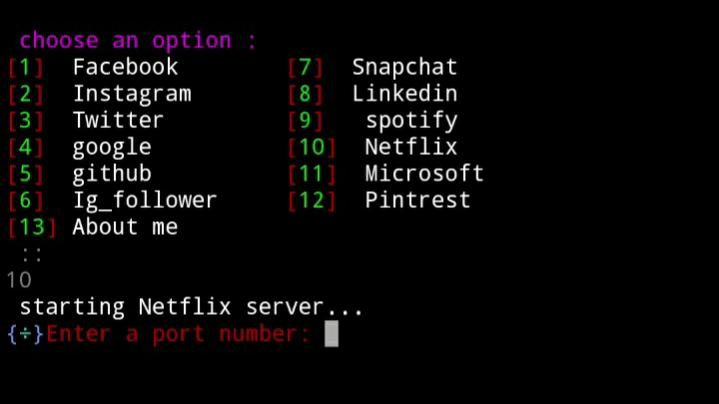 choose an option :
[1] Facebook [7] Snapchat
[2] Instagram [8] Linkedin
[3] Twitter [9] spotify
[4] google [10] Netflix
[5] github [11] Microsoft
[6] Ig_follower [12] Pintrest
[13] About me
::
10
starting Netflix server...
{÷}Enter a port number: